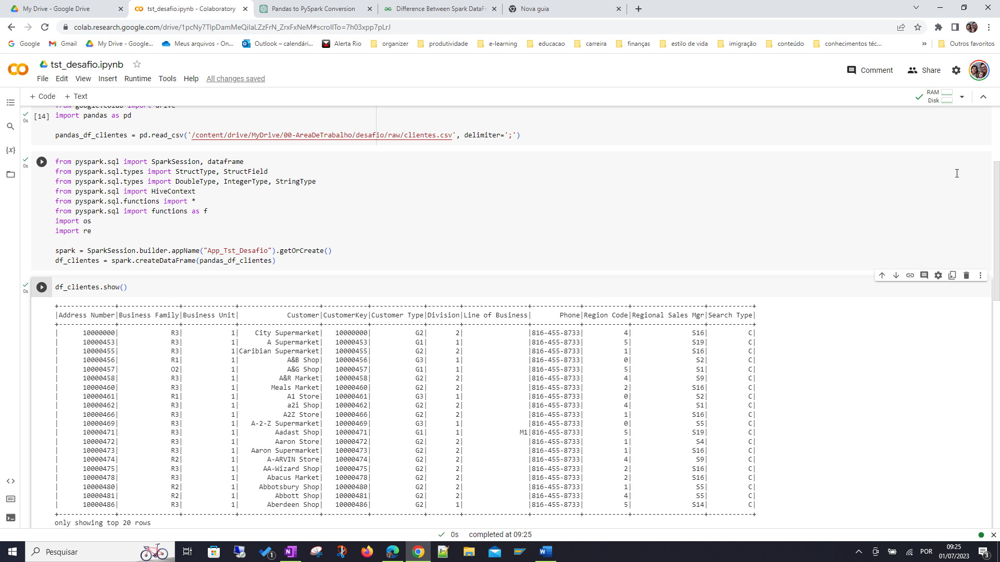 My Drive - Google Drive
tst_desafio.ipynb - Colaboratory
Pandas to PySpark Conversion
Difference Between Spark DataFr
Nova guia
colab.research.google.com/drive/1pcNy7TIpDamMeQiIaLZzFrN_ZrxFxNeM#scrollTo=7h03xpp7pLrJ
Google
Gmail
My Drive - Google...
Meus arquivos - On...
Outlook – calendári...
Alerta Rio
organizer
produtividade
e-learning
educacao
carreira
finanças
estilo de vida
imigração
conteúdo
conhecimentos téc...
»
Outros favoritos
tst_desafio.ipynb
Comment
Share
File Edit View Insert Runtime Tools Help All changes saved
+ Code + Text
RAM
Disk
from google.colab import drive
[14] import pandas as pd
0s
pandas_df_clientes = pd.read_csv('/content/drive/MyDrive/00-AreaDeTrabalho/desafio/raw/clientes.csv', delimiter=';')
{x}
0s
from pyspark.sql import SparkSession, dataframe
from pyspark.sql.types import StructType, StructField
from pyspark.sql.types import DoubleType, IntegerType, StringType
from pyspark.sql import HiveContext
from pyspark.sql.functions import *
from pyspark.sql import functions as f
import os
import re
spark = SparkSession.builder.appName("App_Tst_Desafio").getOrCreate()
df_clientes = spark.createDataFrame(pandas_df_clientes)
0s
df_clientes.show()
+--------------+---------------+-------------+--------------------+-----------+-------------+--------+----------------+------------+-----------+------------------+-----------+
|Address Number|Business Family|Business Unit|            Customer|CustomerKey|Customer Type|Division|Line of Business|       Phone|Region Code|Regional Sales Mgr|Search Type|
+--------------+---------------+-------------+--------------------+-----------+-------------+--------+----------------+------------+-----------+------------------+-----------+
|      10000000|             R3|            1|    City Supermarket|   10000000|           G2|       2|                |816-455-8733|          4|               S16|          C|
|      10000453|             R3|            1|       A Supermarket|   10000453|           G1|       1|                |816-455-8733|          5|               S19|          C|
|      10000455|             R3|            1|Caribian Supermarket|   10000455|           G2|       2|                |816-455-8733|          1|               S16|          C|
|      10000456|             R1|            1|            A&B Shop|   10000456|           G3|       1|                |816-455-8733|          0|                S2|          C|
|      10000457|             O2|            1|            A&G Shop|   10000457|           G1|       1|                |816-455-8733|          5|                S1|          C|
|      10000458|             R3|            1|          A&R Market|   10000458|           G2|       2|                |816-455-8733|          4|                S9|          C|
|      10000460|             R3|            1|        Meals Market|   10000460|           G2|       2|                |816-455-8733|          2|               S16|          C|
|      10000461|             R1|            1|            A1 Store|   10000461|           G3|       1|                |816-455-8733|          0|                S2|          C|
|      10000462|             R3|            1|            a2i Shop|   10000462|           G2|       2|                |816-455-8733|          4|                S1|          C|
|      10000466|             R3|            1|           A2Z Store|   10000466|           G2|       2|                |816-455-8733|          1|               S16|          C|
|      10000469|             R3|            1|   A-2-Z Supermarket|   10000469|           G3|       1|                |816-455-8733|          0|                S5|          C|
|      10000471|             R3|            1|         Aadast Shop|   10000471|           G1|       1|              M1|816-455-8733|          5|               S19|          C|
|      10000472|             R3|            1|         Aaron Store|   10000472|           G2|       2|                |816-455-8733|          1|                S4|          C|
|      10000473|             R3|            1|   Aaron Supermarket|   10000473|           G2|       2|                |816-455-8733|          1|               S16|          C|
|      10000474|             R2|            1|       A-ARVIN Store|   10000474|           G2|       2|                |816-455-8733|          4|                S9|          C|
|      10000475|             R3|            1|      AA-Wizard Shop|   10000475|           G2|       2|                |816-455-8733|          2|               S16|          C|
|      10000478|             R3|            1|       Abacus Market|   10000478|           G2|       2|                |816-455-8733|          2|               S16|          C|
|      10000480|             R2|            1|     Abbotsbury Shop|   10000480|           G2|       2|                |816-455-8733|          1|                S5|          C|
|      10000481|             R2|            1|         Abbott Shop|   10000481|           G2|       2|                |816-455-8733|          4|                S5|          C|
|      10000486|             R3|            1|       Aberdeen Shop|   10000486|           G2|       1|                |816-455-8733|          5|               S14|          C|
+--------------+---------------+-------------+--------------------+-----------+-------------+--------+----------------+------------+-----------+------------------+-----------+
only showing top 20 rows
0s completed at 09:25
Pesquisar
1
POR
09:25
01/07/2023
3